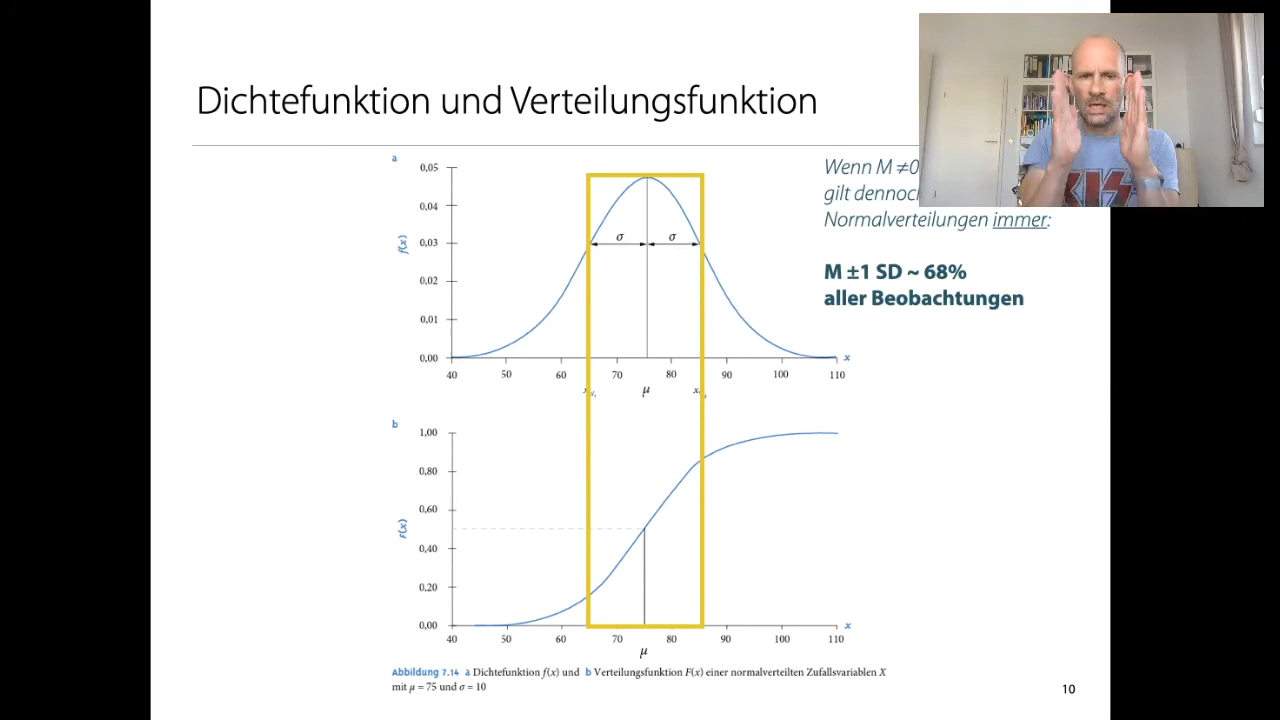 Dichtefunktion und Verteilungsfunktion
KISS
Wenn M ≠0
gilt dennoch
Normalverteilungen immer:
M ±1 SD ~ 68%
aller Beobachtungen
a
f(x)
0,05
0,04
0,03
0,02
0,01
0,00
σ σ
40 50 60 70 80 90 100 110
x
μ
b
F(x)
1,00
0,80
0,60
0,40
0,20
0,00
40 50 60 70 80 90 100 110
x
μ
Abbildung 7.14 a Dichtefunktion f(x) und b Verteilungsfunktion F(x) einer normalverteilten Zufallsvariablen X
mit μ = 75 und σ = 10
10